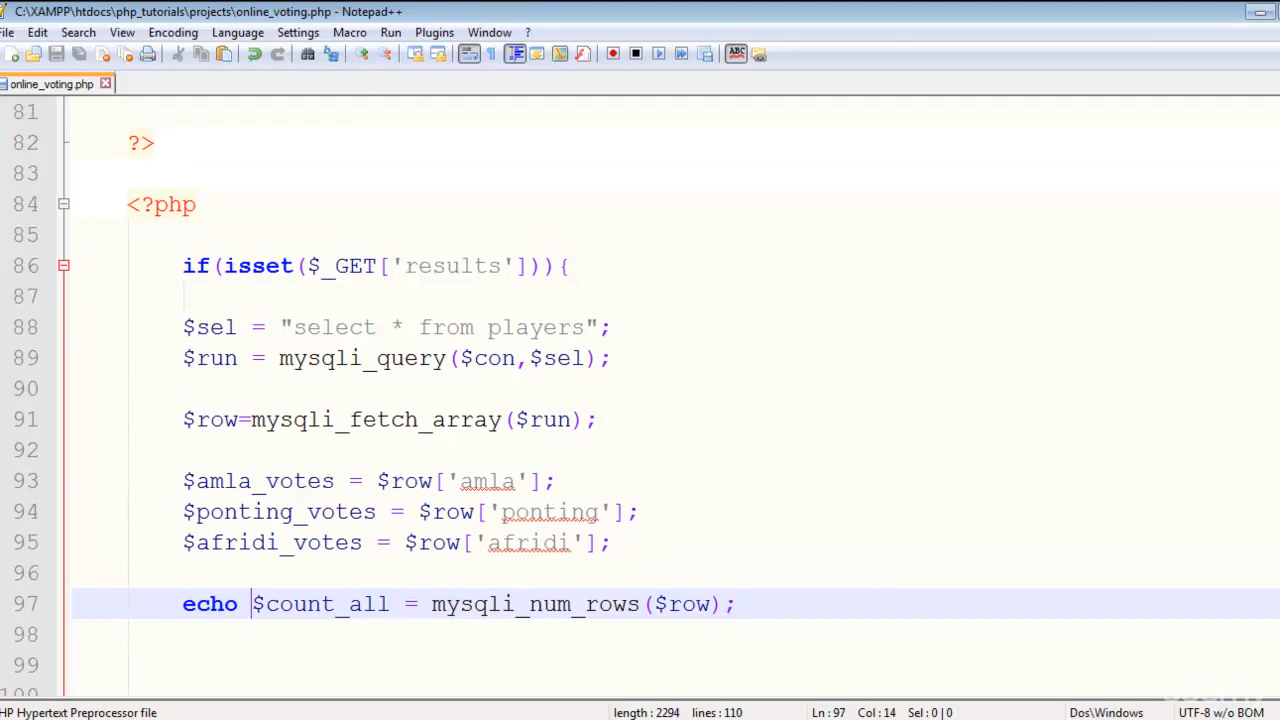 C:\XAMPP\htdocs\php_tutorials\projects\online_voting.php - Notepad++
File Edit Search View Encoding Language Settings Macro Run Plugins Window ?
online_voting.php
81
82 ?>
83
84 <?php
85
86 if(isset($_GET['results'])){
87
88 $sel = "select * from players";
89 $run = mysqli_query($con,$sel);
90
91 $row=mysqli_fetch_array($run);
92
93 $amla_votes = $row['amla'];
94 $ponting_votes = $row['ponting'];
95 $afridi_votes = $row['afridi'];
96
97 echo $count_all = mysqli_num_rows($row);
98
99
100
HP Hypertext Preprocessor file length : 2294 lines : 110 Ln : 97 Col : 14 Sel : 0 | 0 Dos\Windows UTF-8 w/o BOM